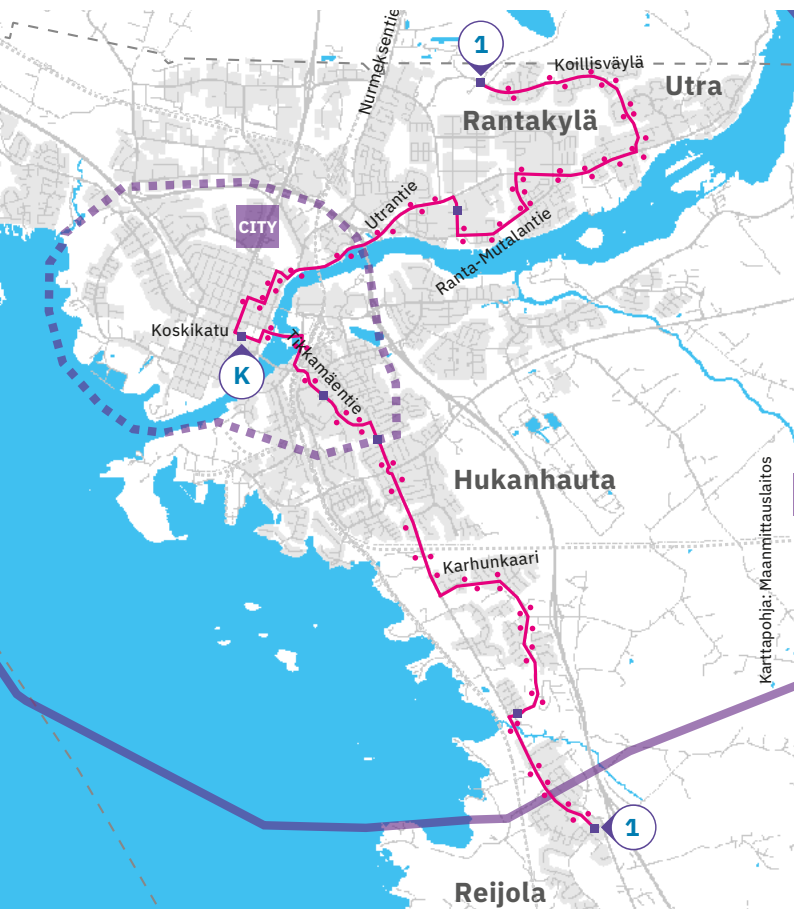 Nurmeksentie
1
Koillisväylä
Utra
Rantakylä
Utrantie
CITY
Ranta-Mutalantie
Koskikatu
Tikkamäentie
K
Hukanhauta
Karttapohja: Maanmittauslaitos
Karhunkaari
1
Reijola